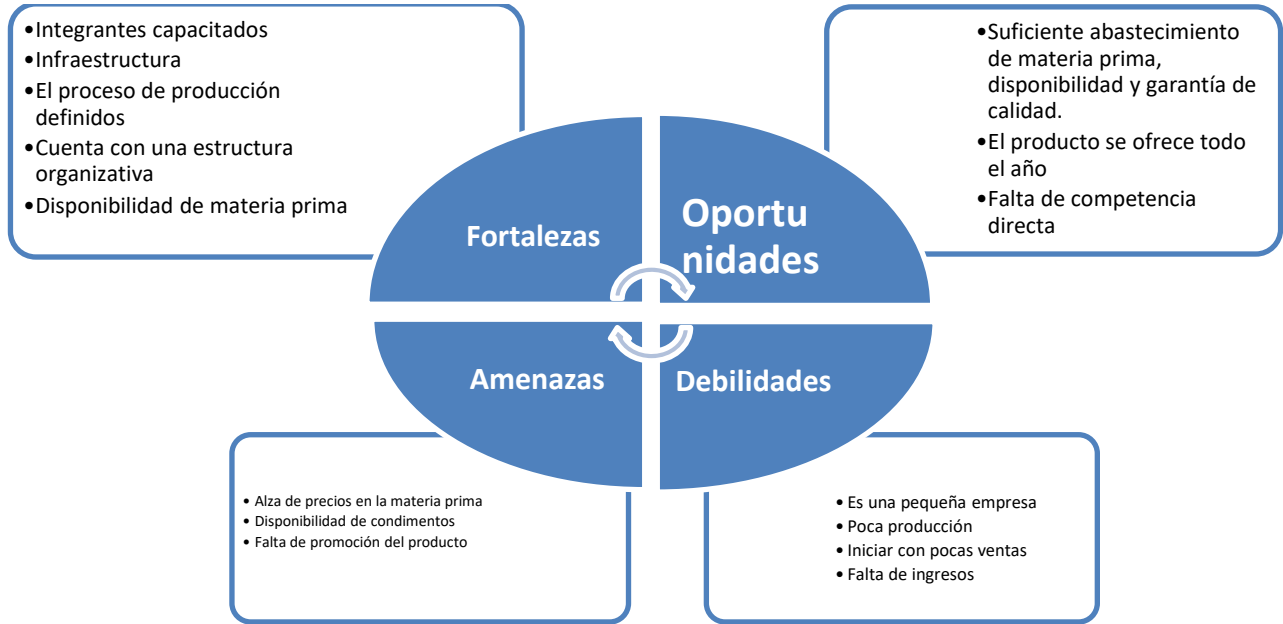 •Integrantes capacitados
•Infraestructura
•El proceso de producción
definidos
•Cuenta con una estructura
organizativa
•Disponibilidad de materia prima
•Suficiente abastecimiento
de materia prima,
disponibilidad y garantía de
calidad.
•El producto se ofrece todo
el año
•Falta de competencia
directa
Fortalezas
Oportu
nidades
Amenazas
Debilidades
• Alza de precios en la materia prima
• Disponibilidad de condimentos
• Falta de promoción del producto
• Es una pequeña empresa
• Poca producción
• Iniciar con pocas ventas
• Falta de ingresos